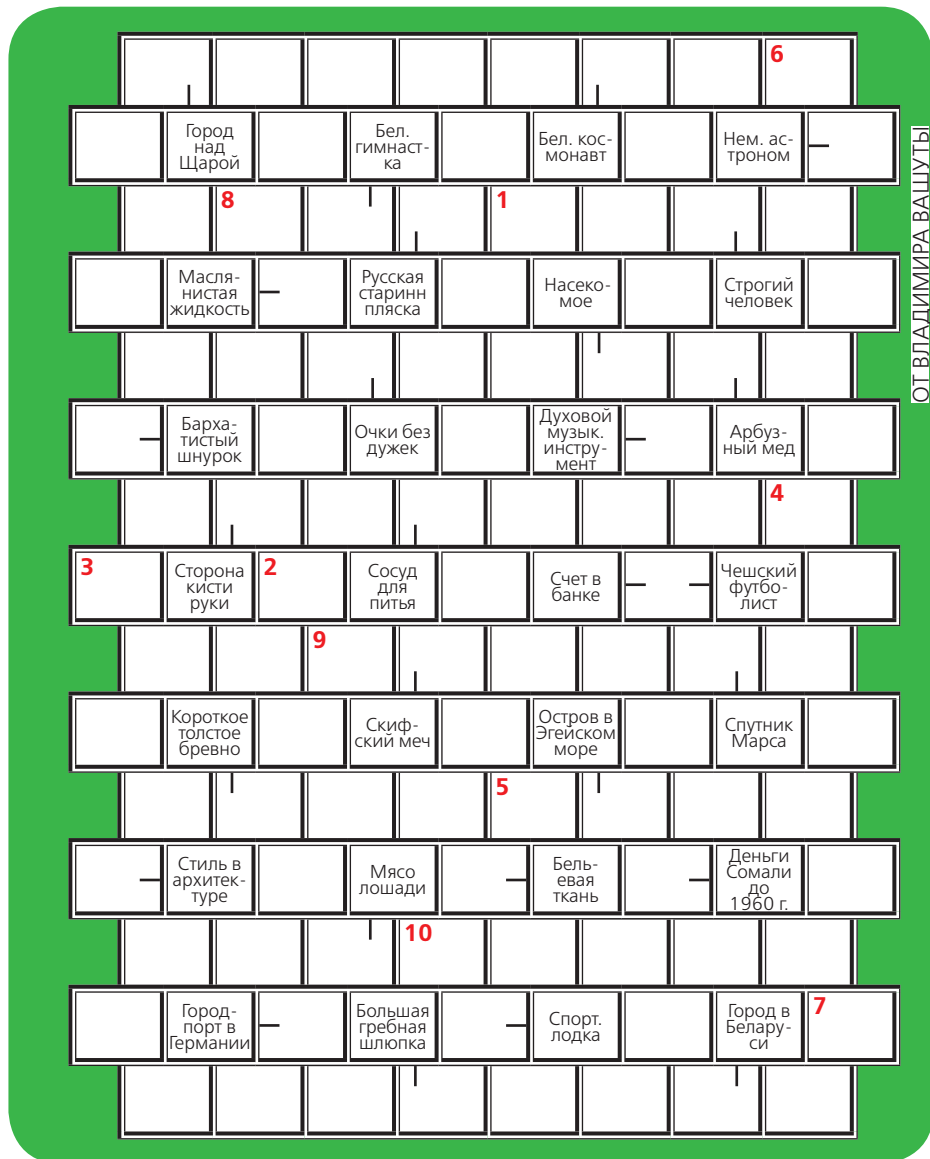 6
Город
над
Щарой
Бел.
гимнаст-
ка
Бел. кос-
монавт
Нем. ас-
троном
8
1
Масля-
нистая
жидкость
Русская
старинн
пляска
Насеко-
мое
Строгий
человек
Барха-
тистый
шнурок
Очки без
дужек
Духовой
музык.
инстру-
мент
Арбуз-
ный мед
4
3
Сторона
кисти
руки
2
Сосуд
для
питья
Счет в
банке
Чешский
футбо-
лист
9
Короткое
толстое
бревно
Скиф-
ский меч
Остров в
Эгейском
море
Спутник
Марса
5
Стиль в
архитек-
туре
Мясо
лошади
Бель-
евая
ткань
Деньги
Сомали
до
1960 г.
10
Город-
порт в
Германии
Большая
гребная
шлюпка
Спорт.
лодка
Город в
Белару-
си
7
ОТ ВЛАДИМИРА ВАШУТЫ